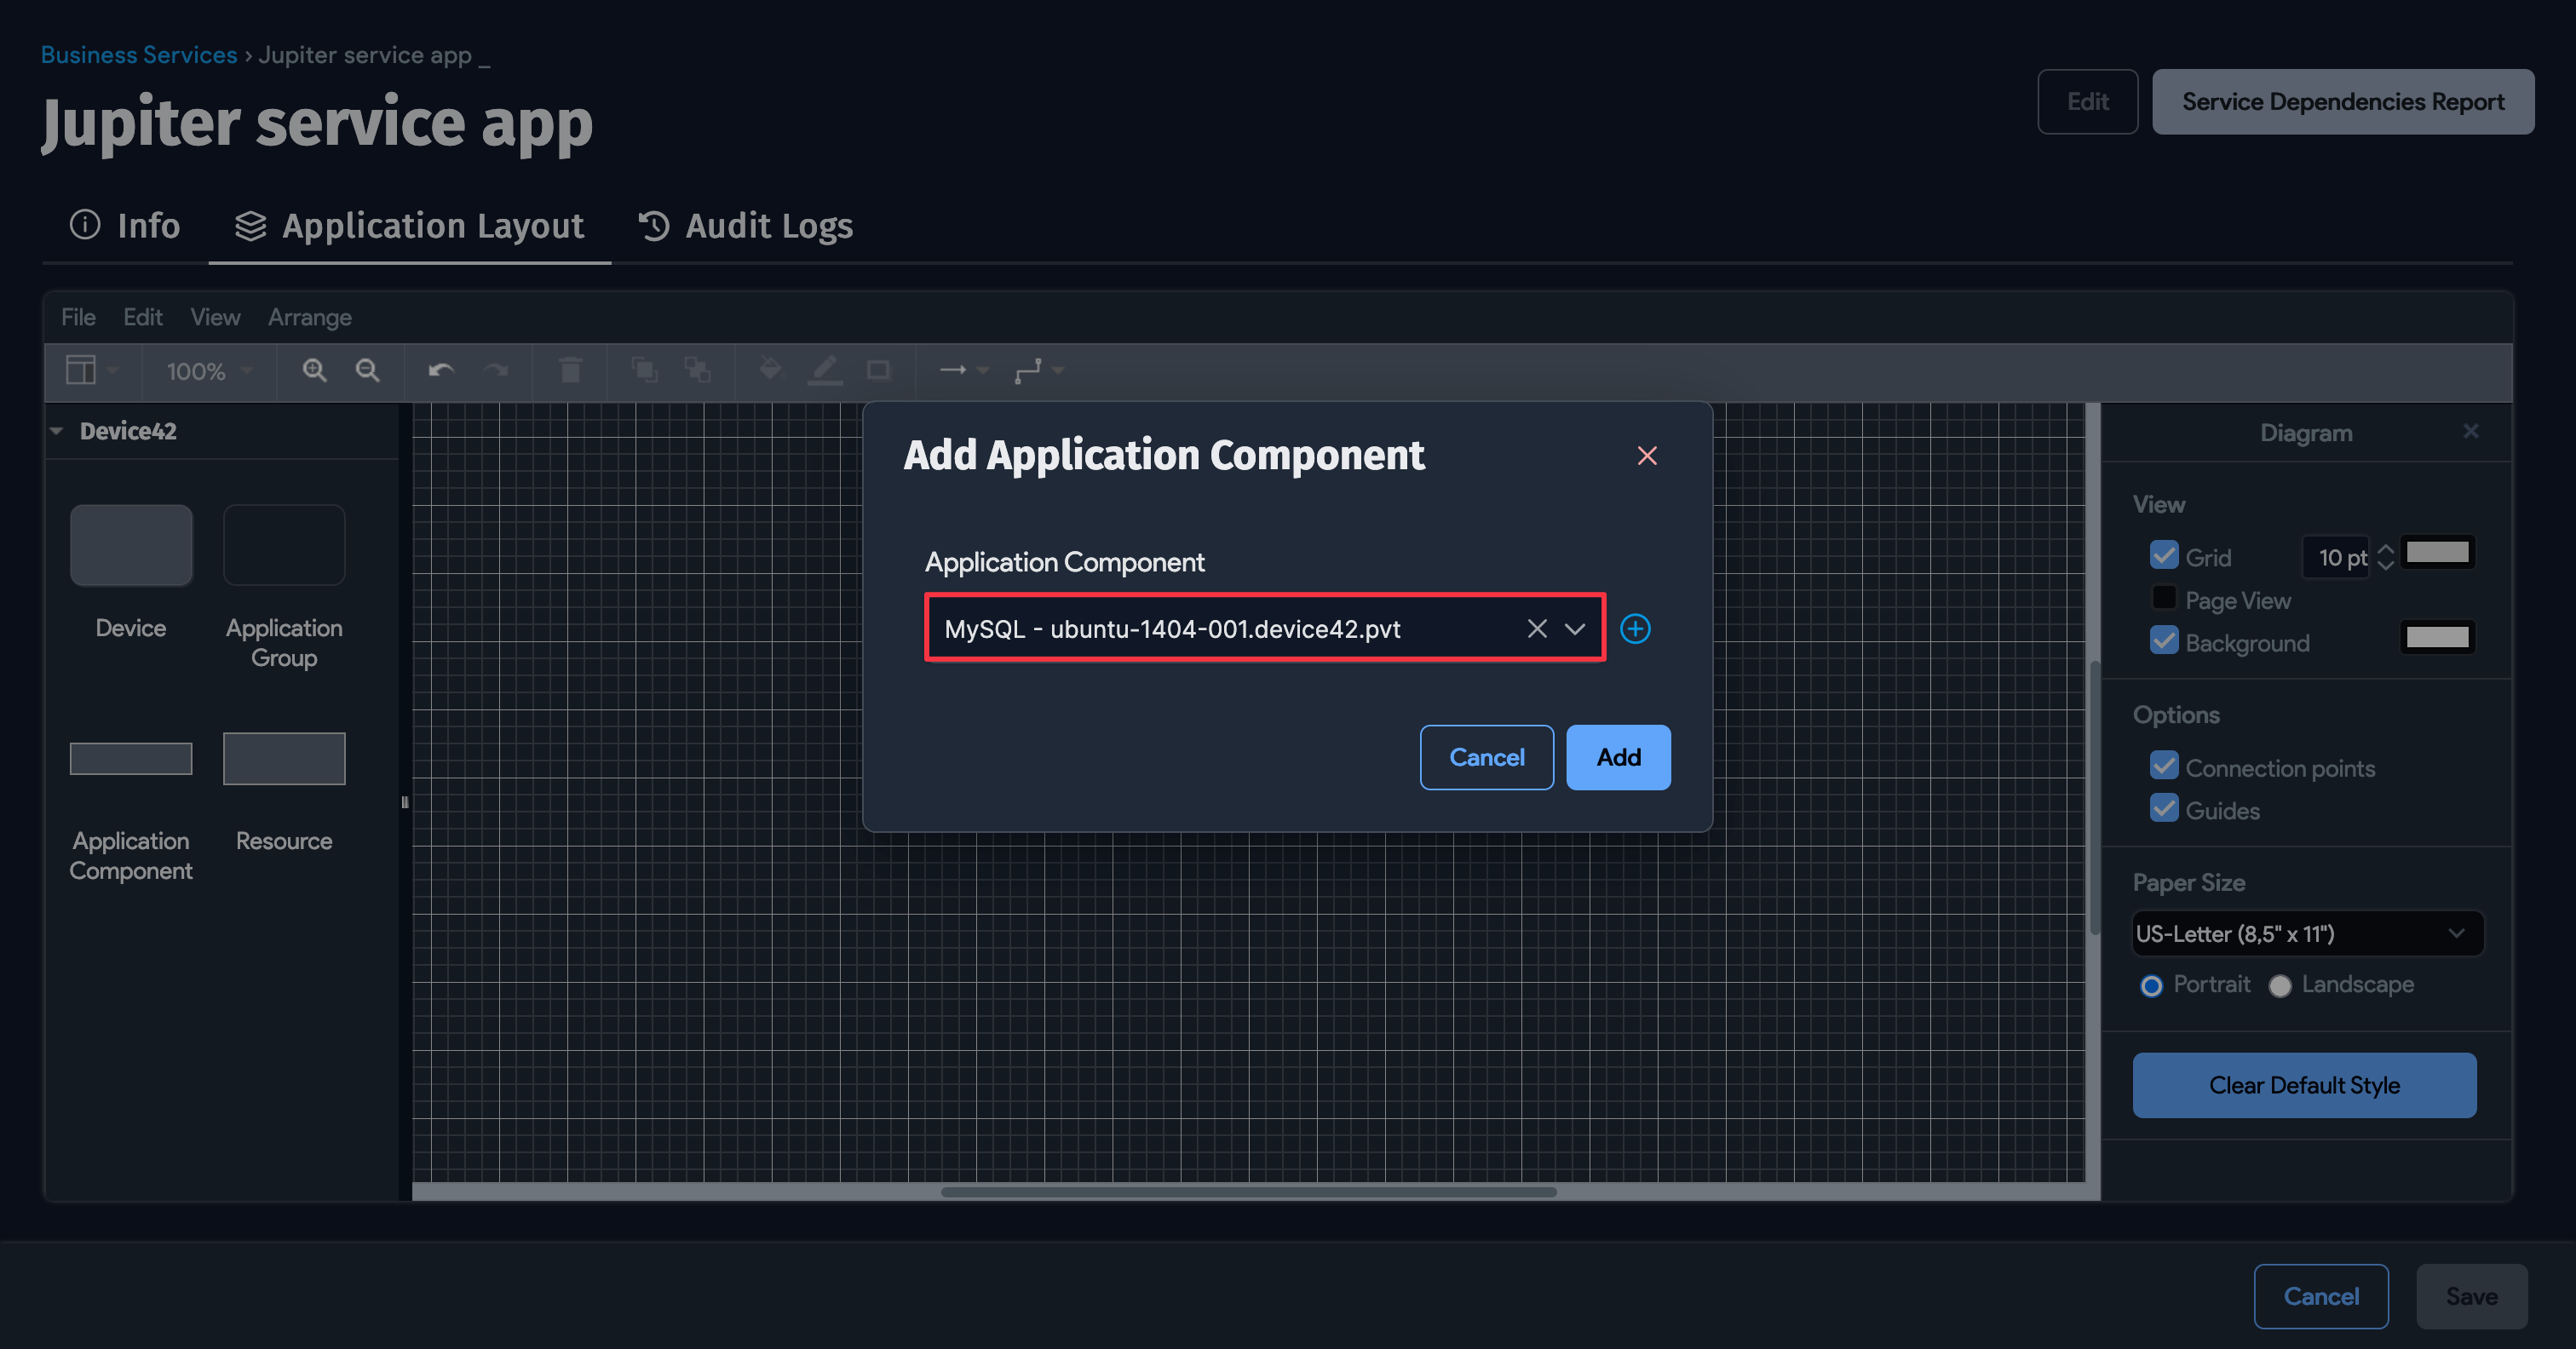 Business Services › Jupiter service app _
Jupiter service app
Edit
Service Dependencies Report
Info
Application Layout
Audit Logs
File
Edit
View
Arrange
100%
Device42
Device
Application
Group
Application
Component
Resource
Add Application Component
Application Component
MySQL - ubuntu-1404-001.device42.pvt
Cancel
Add
Diagram
View
Grid
10 pt
Page View
Background
Options
Connection points
Guides
Paper Size
US-Letter (8,5" x 11")
Portrait
Landscape
Clear Default Style
Cancel
Save